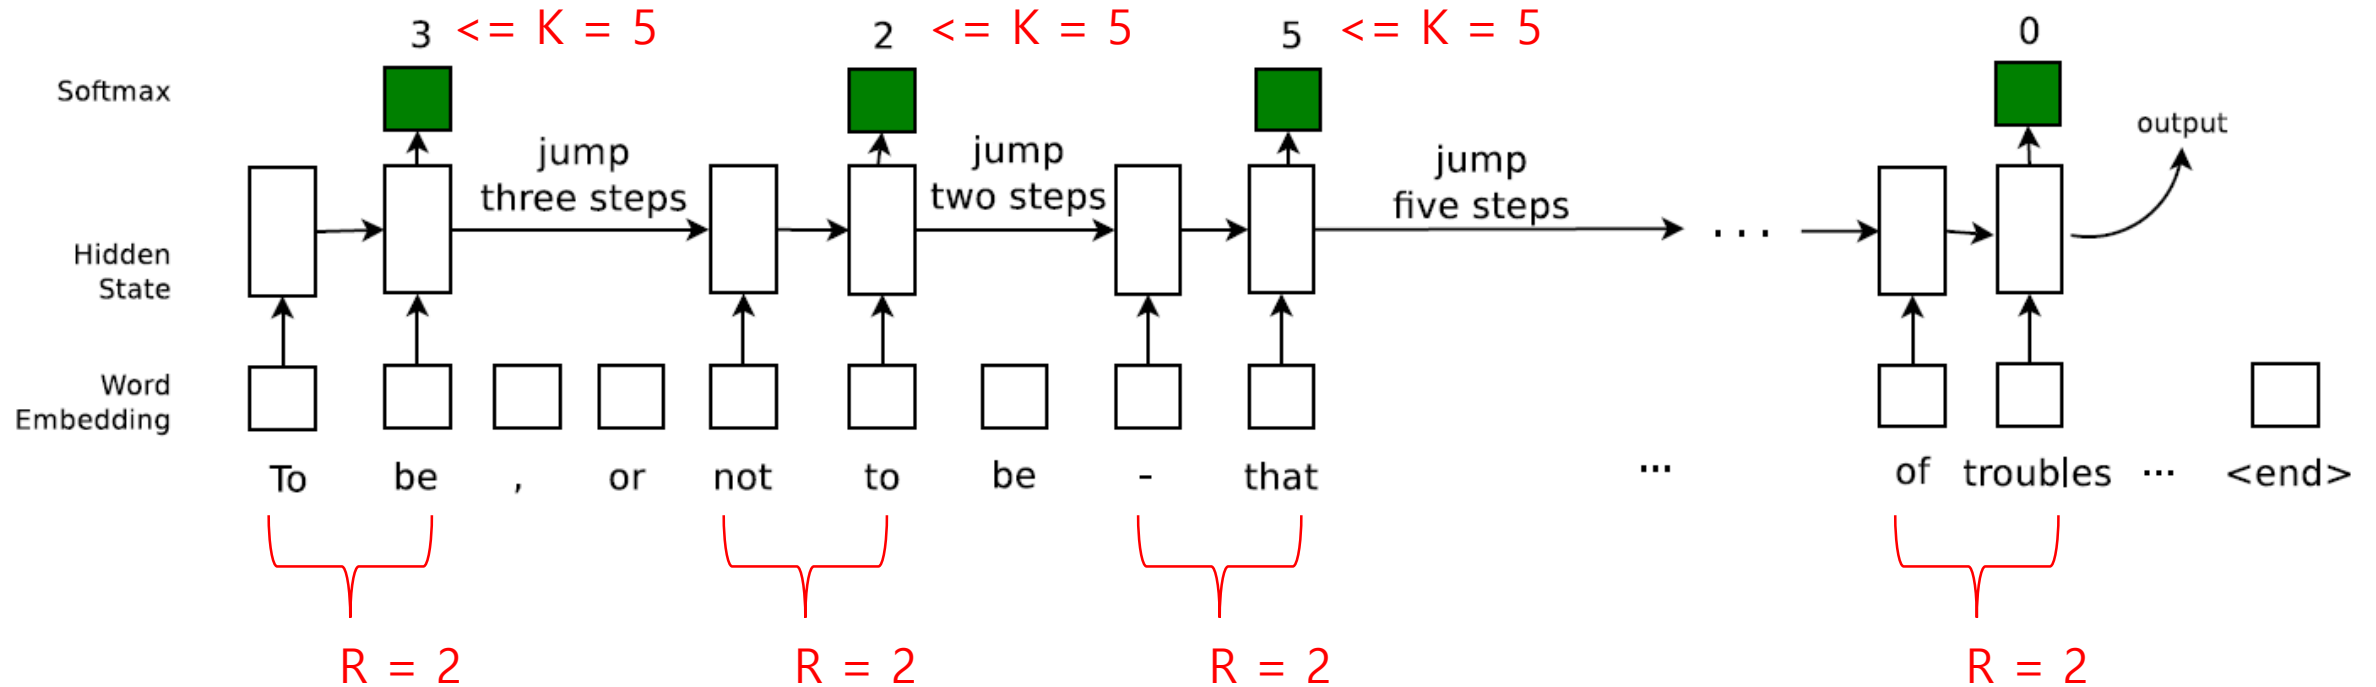 3 <= K = 5 2 <= K = 5 5 <= K = 5 0
Softmax
output
jump
three steps
jump
two steps
jump
five steps
Hidden
State
. . .
Word
Embedding
To be , or not to be - that ... of troubles ... <end>
R = 2 R = 2 R = 2 R = 2